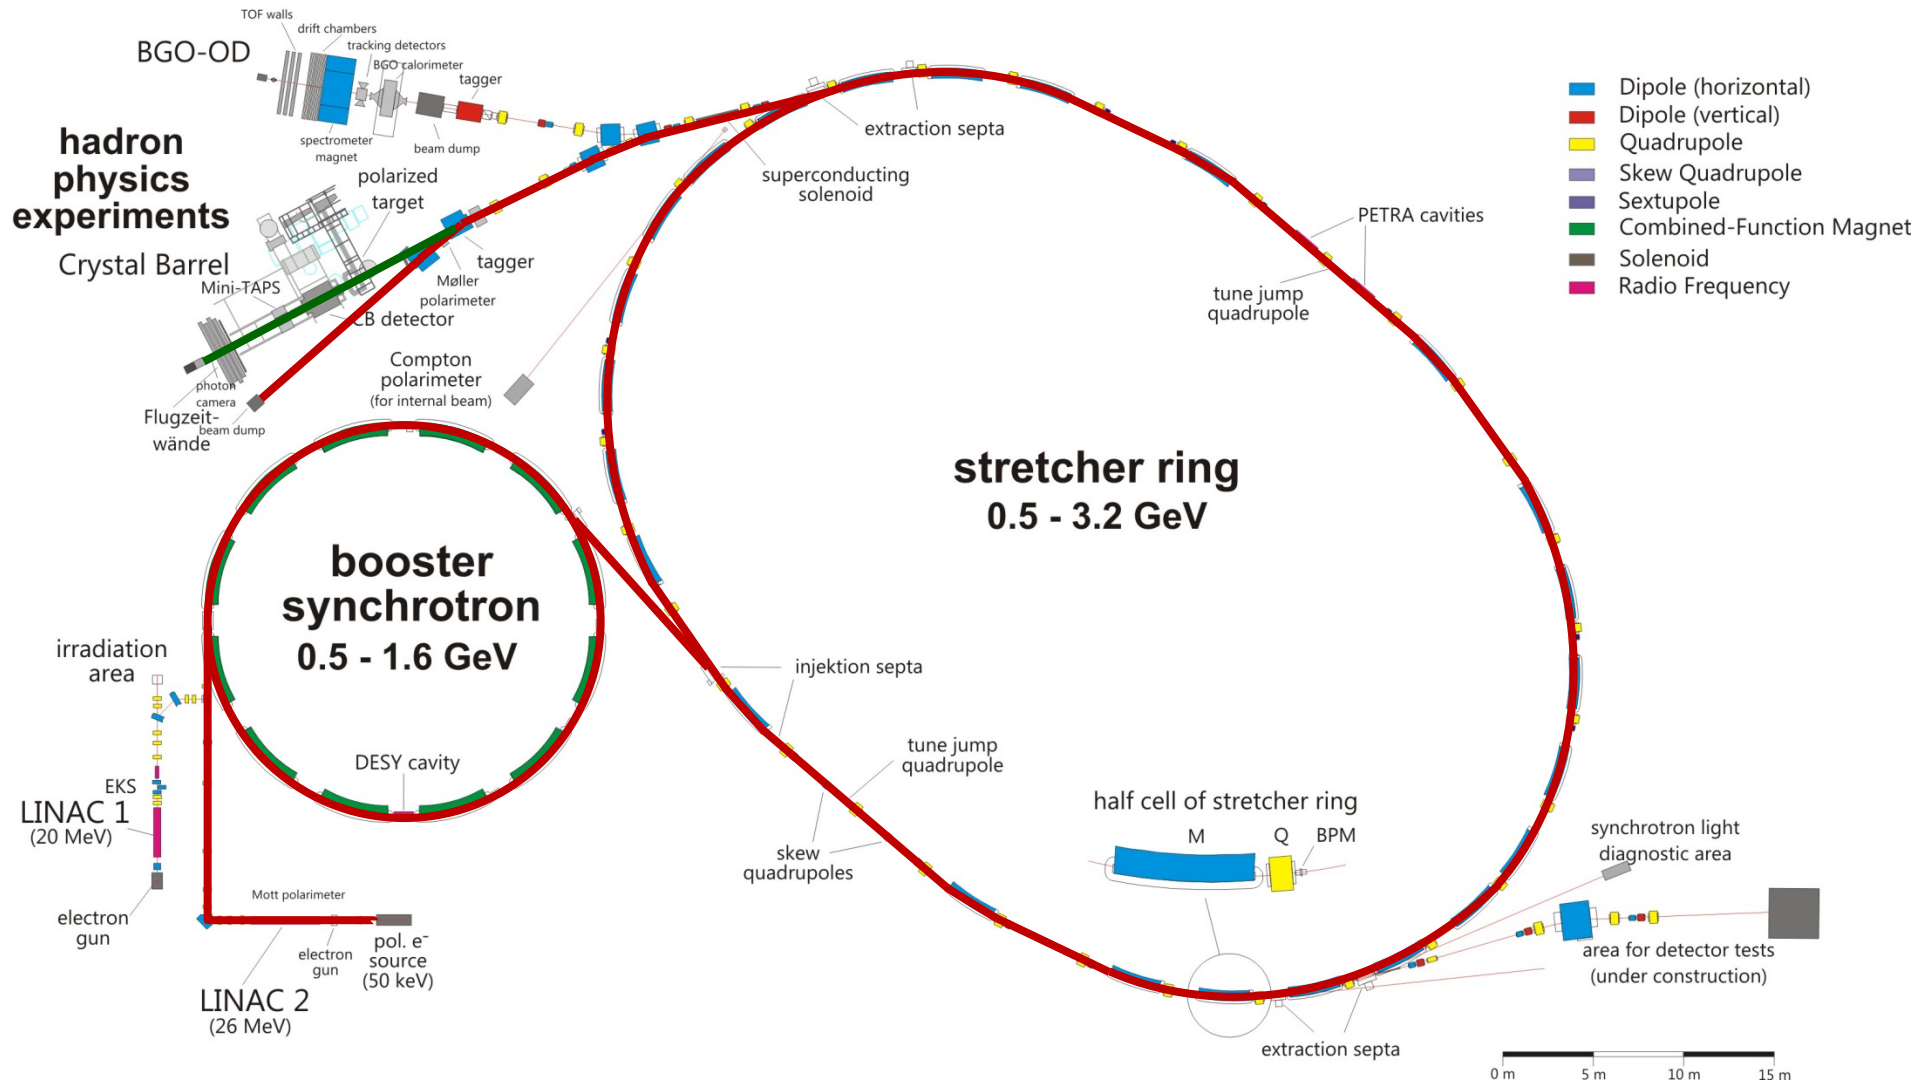 TOF walls
drift chambers
tracking detectors
BGO-OD
BGO calorimeter
tagger
spectrometer
magnet
beam dump
hadron
physics
experiments
polarized
target
Crystal Barrel
Mini-TAPS
tagger
Møller
polarimeter
CB detector
photon
camera
Flugzeit-
wände
beam dump
Compton
polarimeter
(for internal beam)
extraction septa
superconducting
solenoid
PETRA cavities
tune jump
quadrupole
Dipole (horizontal)
Dipole (vertical)
Quadrupole
Skew Quadrupole
Sextupole
Combined-Function Magnet
Solenoid
Radio Frequency
stretcher ring
0.5 - 3.2 GeV
booster
synchrotron
0.5 - 1.6 GeV
DESY cavity
irradiation
area
EKS
LINAC 1
(20 MeV)
electron
gun
Mott polarimeter
electron
gun
pol. e⁻
source
(50 keV)
LINAC 2
(26 MeV)
injektion septa
tune jump
quadrupole
skew
quadrupoles
half cell of stretcher ring
M
Q
BPM
synchrotron light
diagnostic area
area for detector tests
(under construction)
extraction septa
0 m
5 m
10 m
15 m